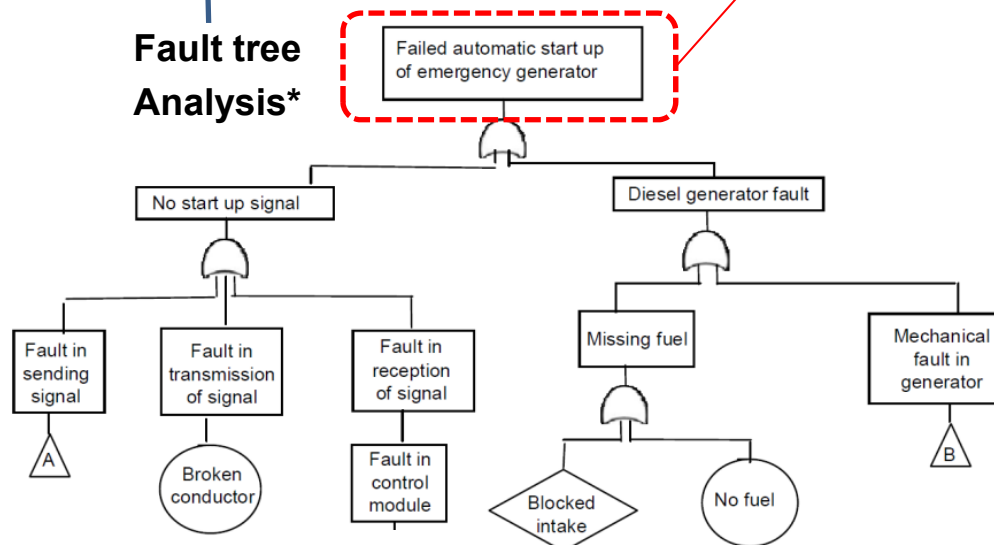 Fault tree
Analysis*
Failed automatic start up
of emergency generator
No start up signal
Diesel generator fault
Fault in
sending
signal
Fault in
transmission
of signal
Fault in
reception
of signal
Missing fuel
Mechanical
fault in
generator
A
Broken
conductor
Fault in
control
module
Blocked
intake
No fuel
B